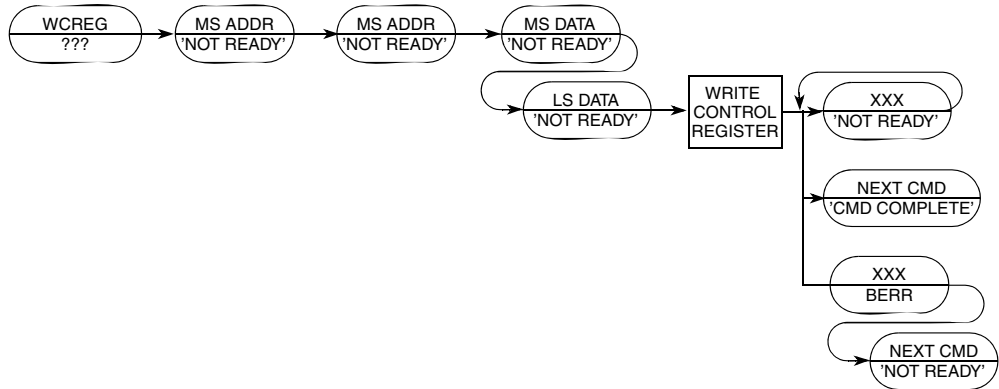 WCREG
???
MS ADDR
'NOT READY'
MS ADDR
'NOT READY'
MS DATA
'NOT READY'
LS DATA
'NOT READY'
WRITE
CONTROL
REGISTER
XXX
'NOT READY'
NEXT CMD
'CMD COMPLETE'
XXX
BERR
NEXT CMD
'NOT READY'